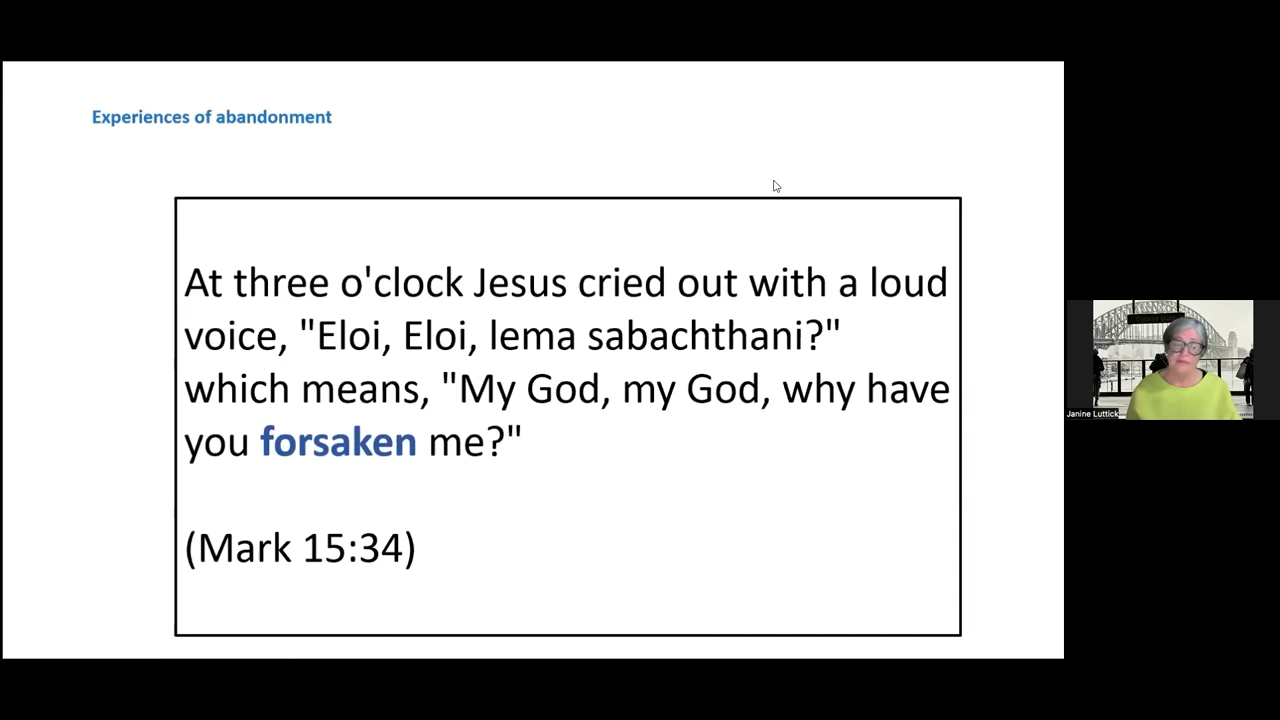 Experiences of abandonment
At three o'clock Jesus cried out with a loud
voice, "Eloi, Eloi, lema sabachthani?"
which means, "My God, my God, why have
you forsaken me?"
(Mark 15:34)
Janine Luttick